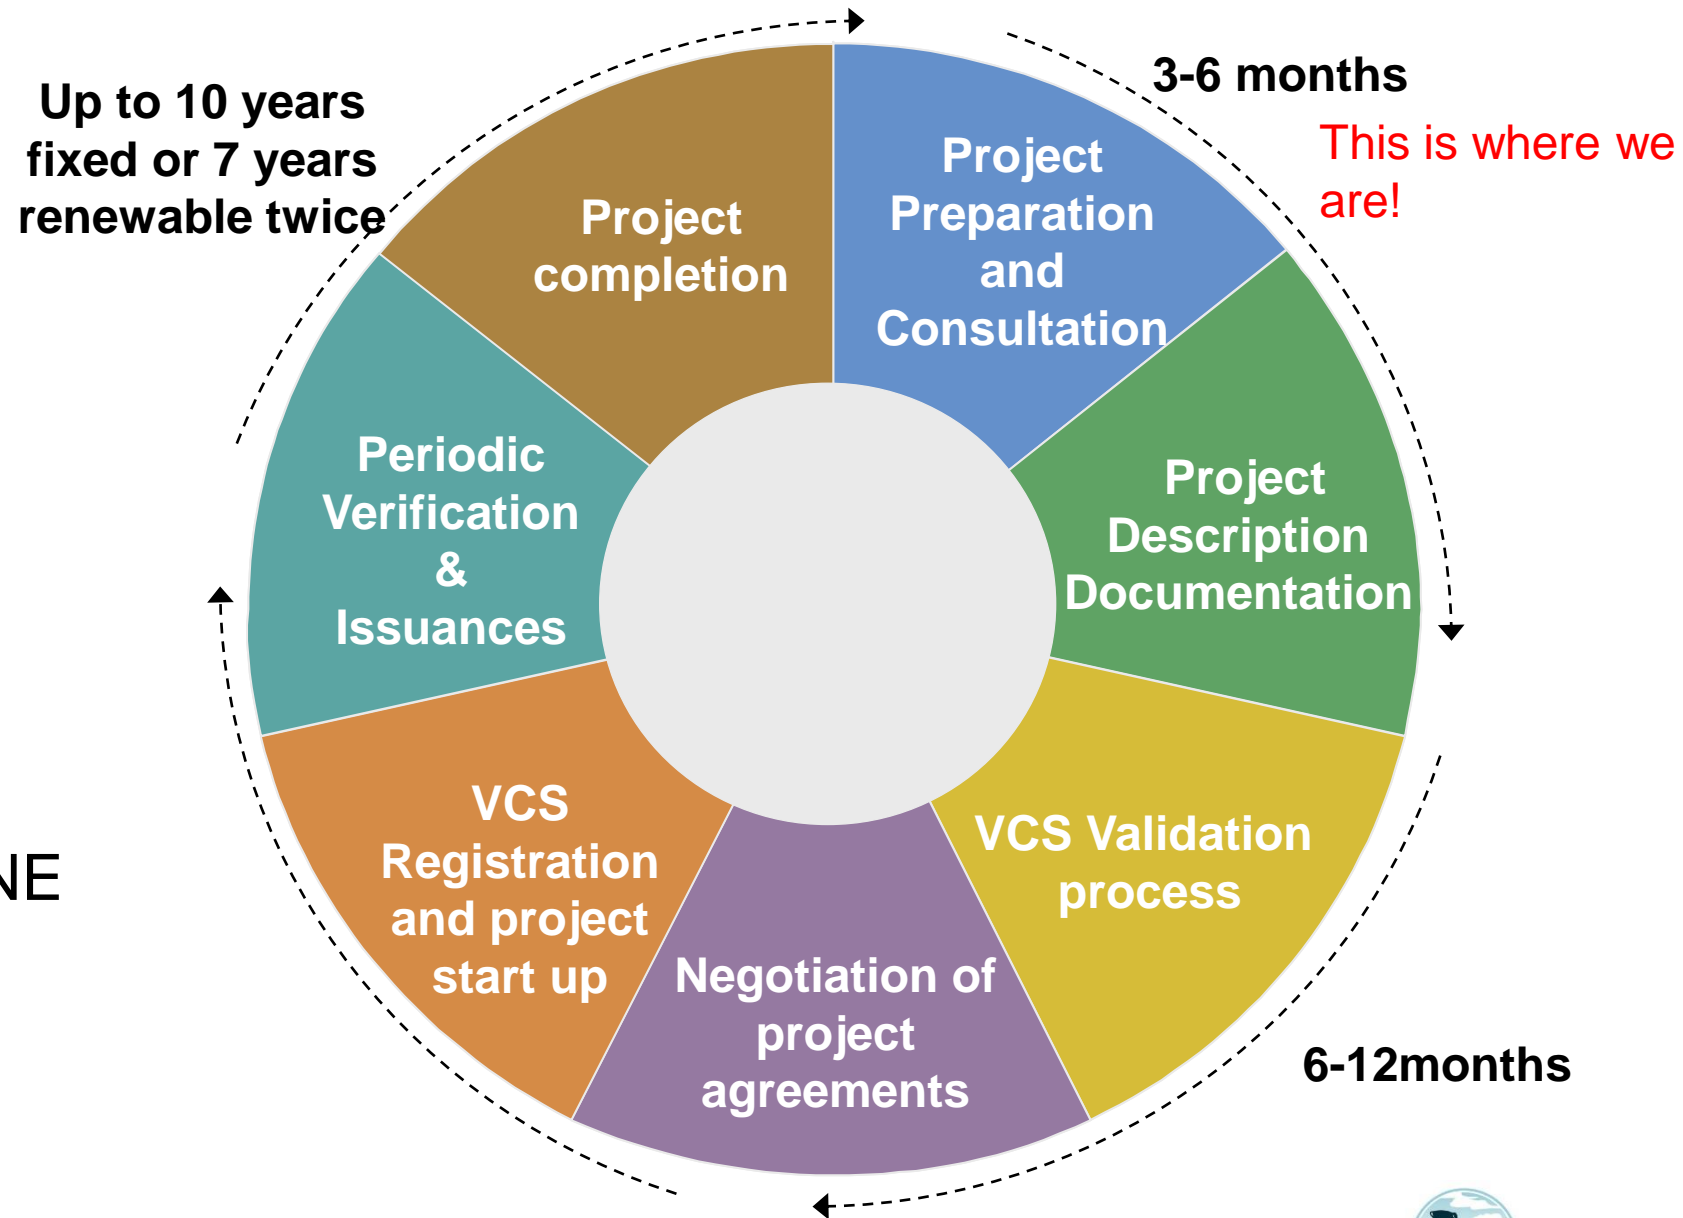 Up to 10 years
fixed or 7 years
renewable twice
3-6 months
This is where we
are!
Project
Preparation
and
Consultation
Project
Description
Documentation
VCS Validation
process
6-12months
Negotiation of
project
agreements
VCS
Registration
and project
start up
Periodic
Verification
&
Issuances
Project
completion
NE